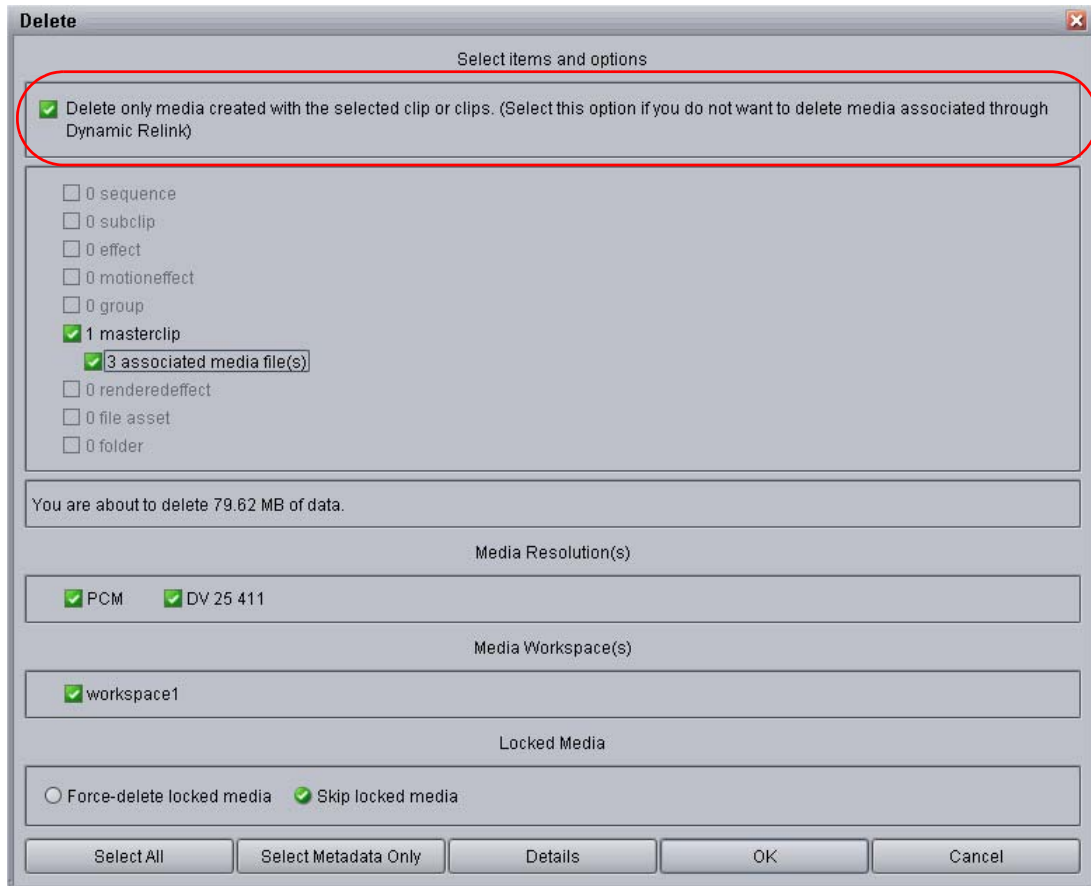 Delete
Select items and options
Delete only media created with the selected clip or clips. (Select this option if you do not want to delete media associated through
Dynamic Relink)
0 sequence
0 subclip
0 effect
0 motioneffect
0 group
1 masterclip
3 associated media file(s)
0 renderedeffect
0 file asset
0 folder
You are about to delete 79.62 MB of data.
Media Resolution(s)
PCM DV 25 411
Media Workspace(s)
workspace1
Locked Media
Force-delete locked media Skip locked media
Select All Select Metadata Only Details OK Cancel